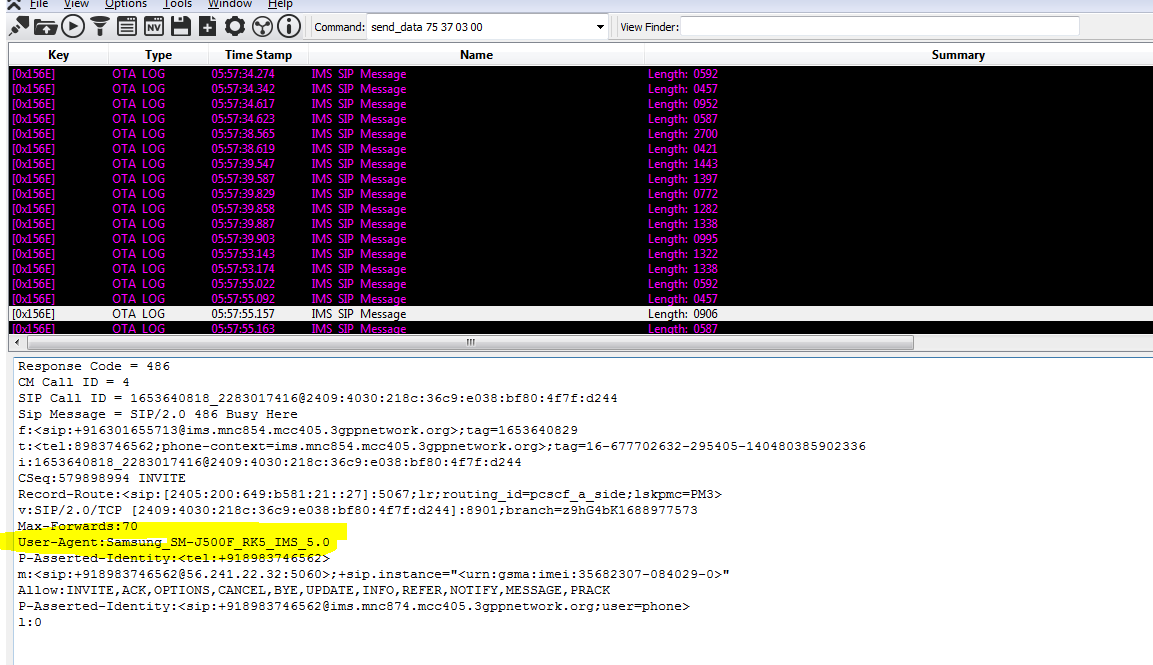 File View Options Tools Window Help
NV Command: send_data 75 37 03 00 View Finder:
Key Type Time Stamp Name Summary
[0x156E] OTA LOG 05:57:34.274 IMS SIP Message Length: 0592
[0x156E] OTA LOG 05:57:34.342 IMS SIP Message Length: 0457
[0x156E] OTA LOG 05:57:34.617 IMS SIP Message Length: 0952
[0x156E] OTA LOG 05:57:34.623 IMS SIP Message Length: 0587
[0x156E] OTA LOG 05:57:38.565 IMS SIP Message Length: 2700
[0x156E] OTA LOG 05:57:38.619 IMS SIP Message Length: 0421
[0x156E] OTA LOG 05:57:39.547 IMS SIP Message Length: 1443
[0x156E] OTA LOG 05:57:39.587 IMS SIP Message Length: 1397
[0x156E] OTA LOG 05:57:39.829 IMS SIP Message Length: 0772
[0x156E] OTA LOG 05:57:39.858 IMS SIP Message Length: 1282
[0x156E] OTA LOG 05:57:39.887 IMS SIP Message Length: 1338
[0x156E] OTA LOG 05:57:39.903 IMS SIP Message Length: 0995
[0x156E] OTA LOG 05:57:53.143 IMS SIP Message Length: 1322
[0x156E] OTA LOG 05:57:53.174 IMS SIP Message Length: 1338
[0x156E] OTA LOG 05:57:55.022 IMS SIP Message Length: 0592
[0x156E] OTA LOG 05:57:55.092 IMS SIP Message Length: 0457
[0x156E] OTA LOG 05:57:55.157 IMS SIP Message Length: 0906
[0x156E] OTA LOG 05:57:55.163 IMS SIP Message Length: 0587
Response Code = 486
CM Call ID = 4
SIP Call ID = 1653640818_2283017416@2409:4030:218c:36c9:e038:bf80:4f7f:d244
Sip Message = SIP/2.0 486 Busy Here
f:<sip:+916301655713@ims.mnc854.mcc405.3gppnetwork.org>;tag=1653640829
t:<tel:8983746562;phone-context=ims.mnc854.mcc405.3gppnetwork.org>;tag=16-677702632-295405-140480385902336
i:1653640818_2283017416@2409:4030:218c:36c9:e038:bf80:4f7f:d244
CSeq:579898994 INVITE
Record-Route:<sip:[2405:200:649:b581:21::27]:5067;lr;routing_id=pcscf_a_side;lskpmc=PM3>
v:SIP/2.0/TCP [2409:4030:218c:36c9:e038:bf80:4f7f:d244]:8901;branch=z9hG4bK1688977573
Max-Forwards:70
User-Agent:Samsung_SM-J500F_RK5_IMS_5.0
P-Asserted-Identity:<tel:+918983746562>
m:<sip:+918983746562@56.241.22.32:5060>;+sip.instance="<urn:gsma:imei:35682307-084029-0>"
Allow:INVITE,ACK,OPTIONS,CANCEL,BYE,UPDATE,INFO,REFER,NOTIFY,MESSAGE,PRACK
P-Asserted-Identity:<sip:+918983746562@ims.mnc874.mcc405.3gppnetwork.org;user=phone>
l:0